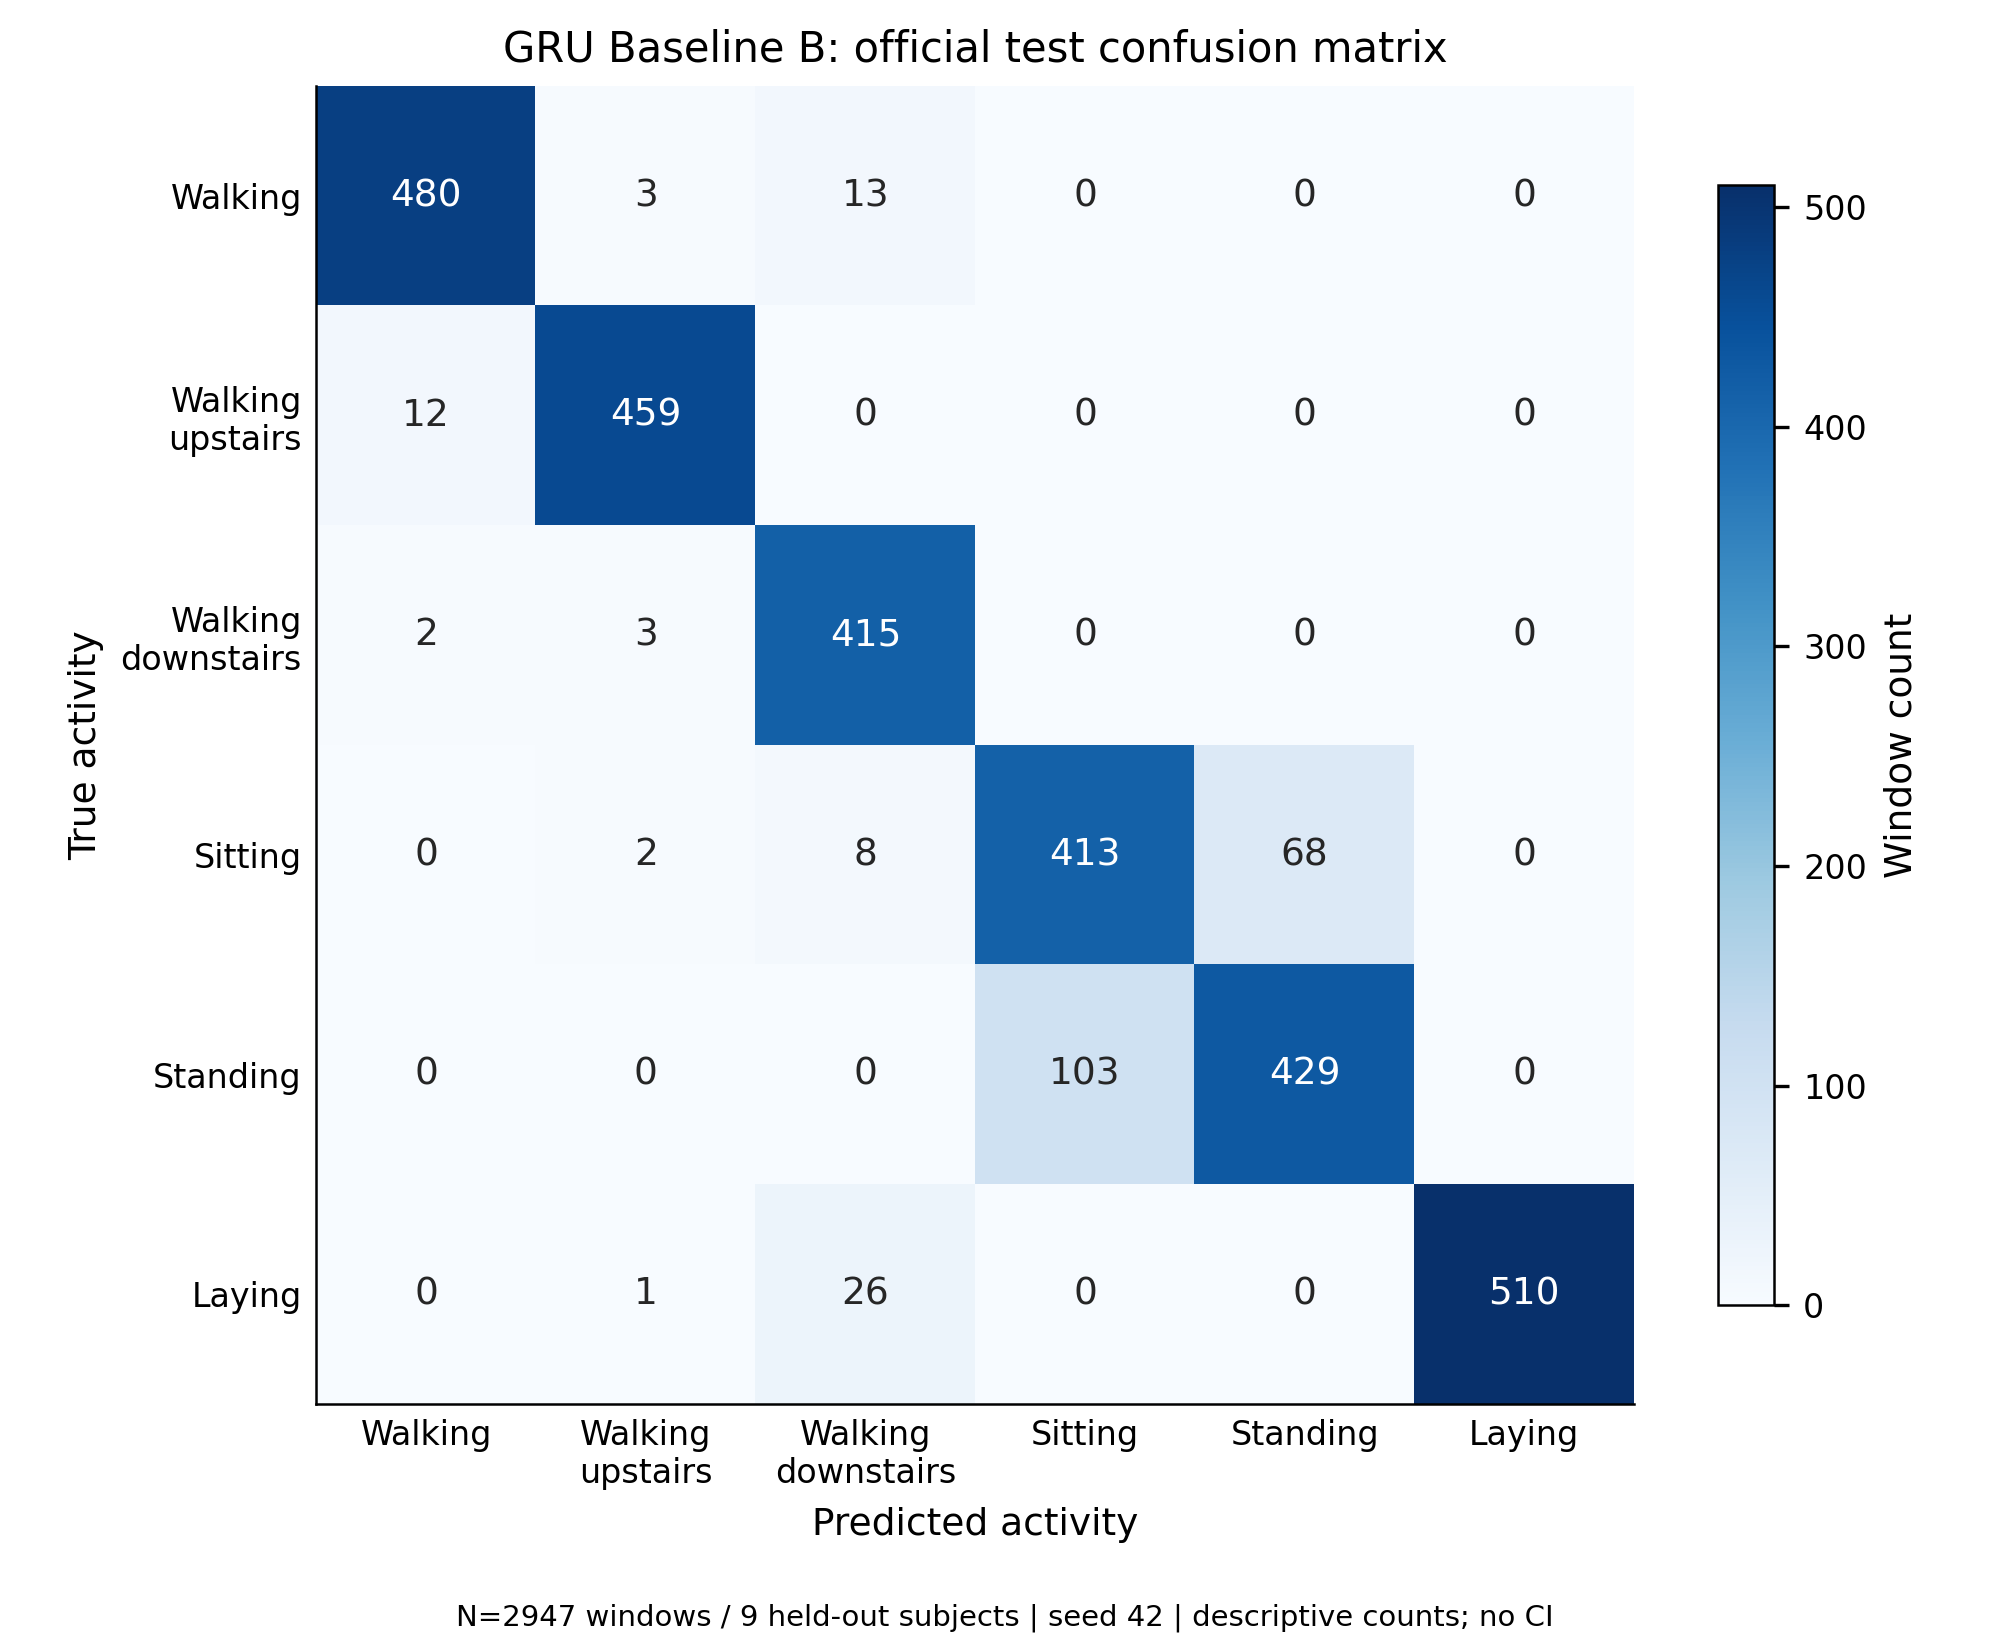 GRU Baseline B: official test confusion matrix
Walking 480 3 13 0 0 0
Walking
upstairs
12 459 0 0 0 0
Walking
downstairs
2 3 415 0 0 0
Sitting 0 2 8 413 68 0
Standing 0 0 0 103 429 0
Laying 0 1 26 0 0 510
True activity
Walking
Walking
upstairs
Walking
downstairs
Sitting
Standing
Laying
Predicted activity
500
400
300
200
100
0
Window count
N=2947 windows / 9 held-out subjects | seed 42 | descriptive counts; no CI